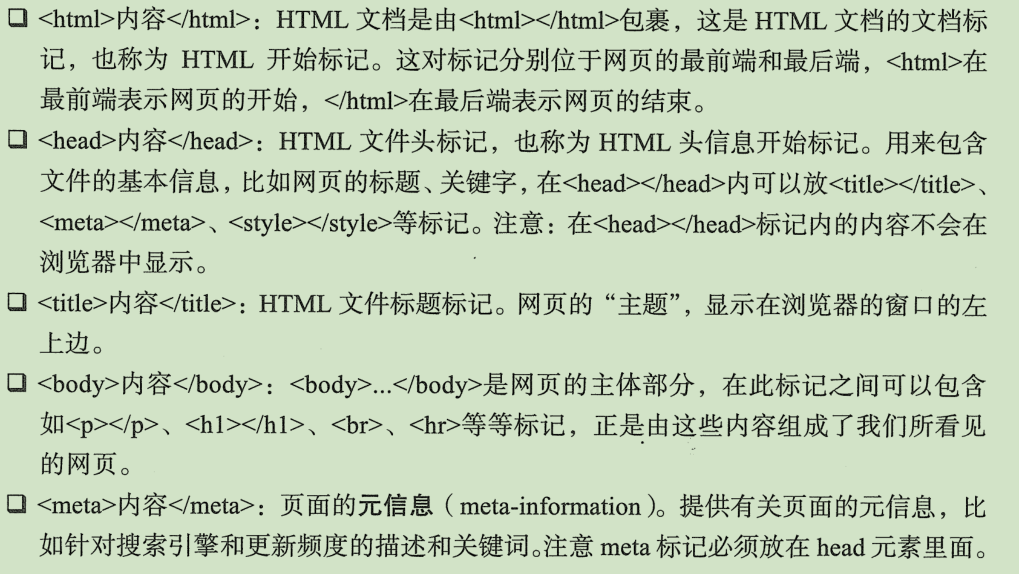 ❑ <html>内容</html>：HTML 文档是由<html></html>包裹，这是 HTML 文档的文档标
记，也称为 HTML 开始标记。这对标记分别位于网页的最前端和最后端，<html>在
最前端表示网页的开始，</html>在最后端表示网页的结束。
❑ <head>内容</head>：HTML 文件头标记，也称为 HTML 头信息开始标记。用来包含
文件的基本信息，比如网页的标题、关键字，在<head></head>内可以放<title></title>、
<meta></meta>、<style></style>等标记。注意：在<head></head>标记内的内容不会在
浏览器中显示。
❑ <title>内容</title>：HTML 文件标题标记。网页的“主题”，显示在浏览器的窗口的左
上边。
❑ <body>内容</body>：<body>...</body>是网页的主体部分，在此标记之间可以包含
如<p></p>、<h1></h1>、<br>、<hr>等等标记，正是由这些内容组成了我们所看见
的网页。
❑ <meta>内容</meta>：页面的元信息（meta-information）。提供有关页面的元信息，比
如针对搜索引擎和更新频度的描述和关键词。注意 meta 标记必须放在 head 元素里面。